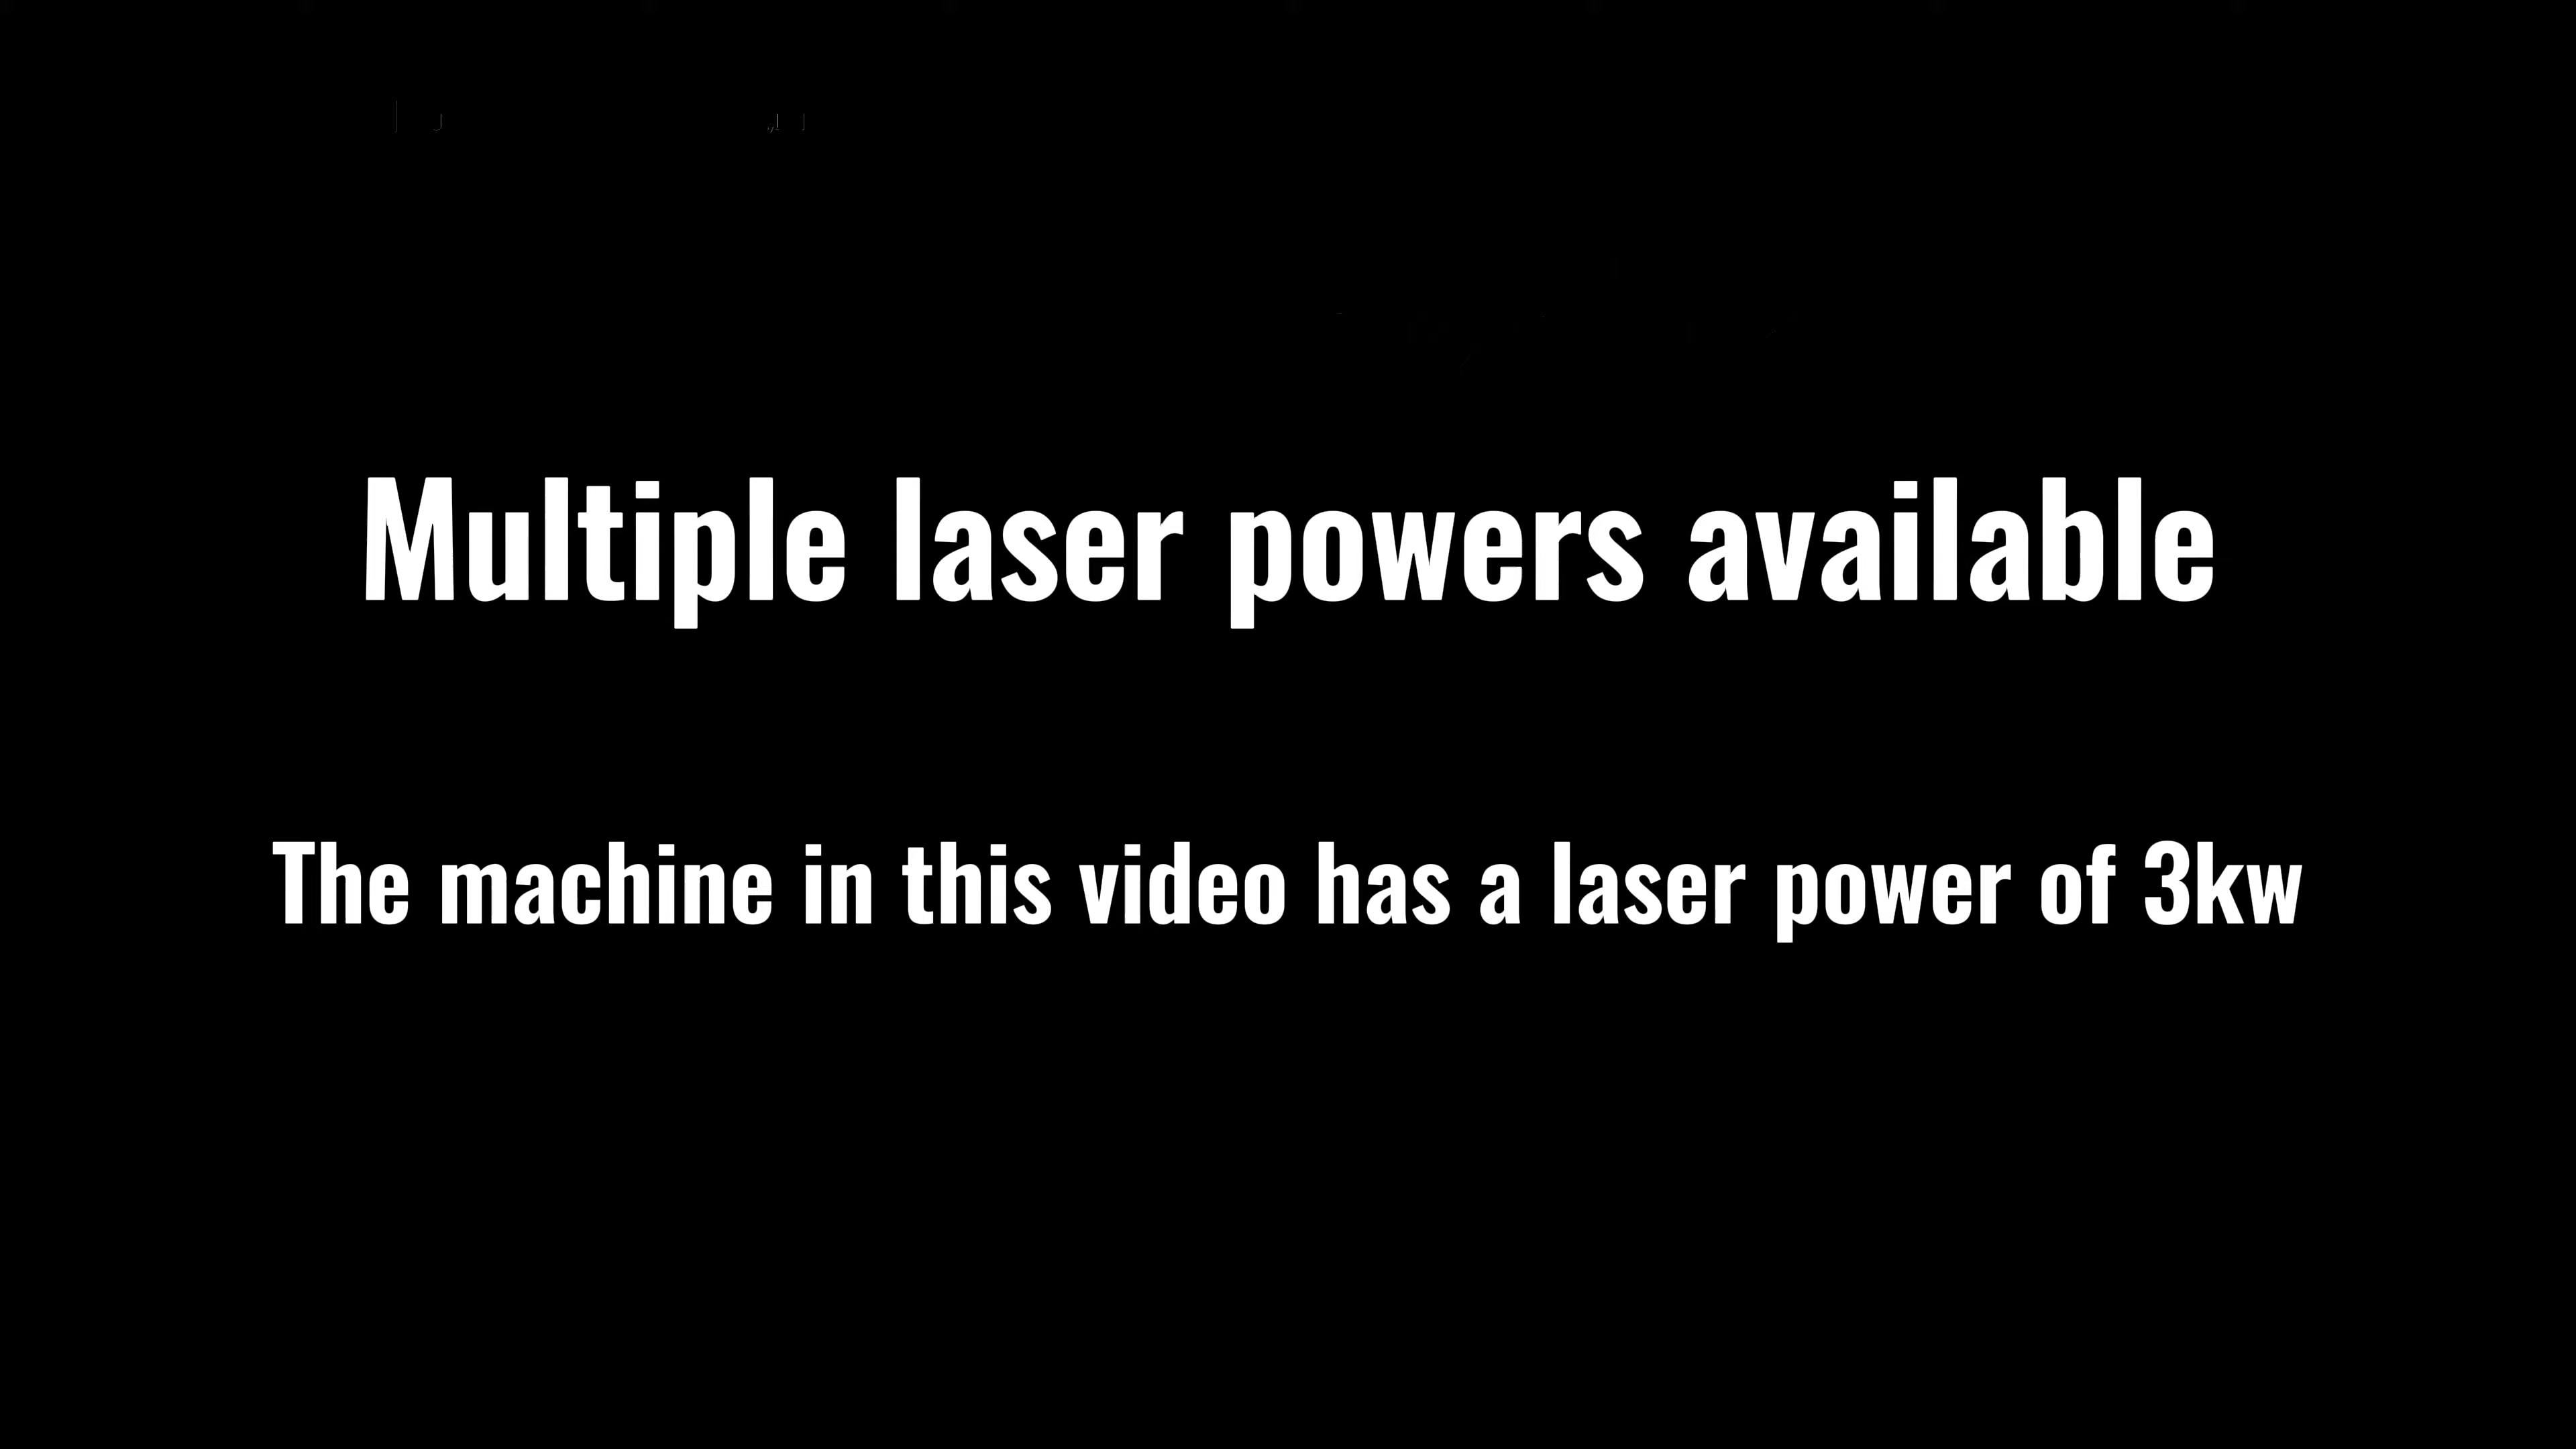 Multiple laser powers available
The machine in this video has a laser power of 3kw